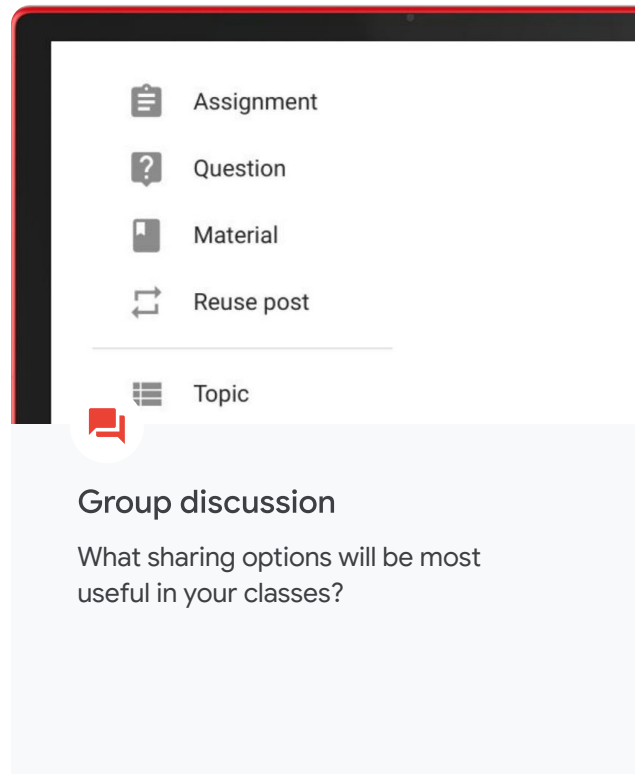 Assignment
Question
Material
Reuse post
Topic
Group discussion
What sharing options will be most
useful in your classes?